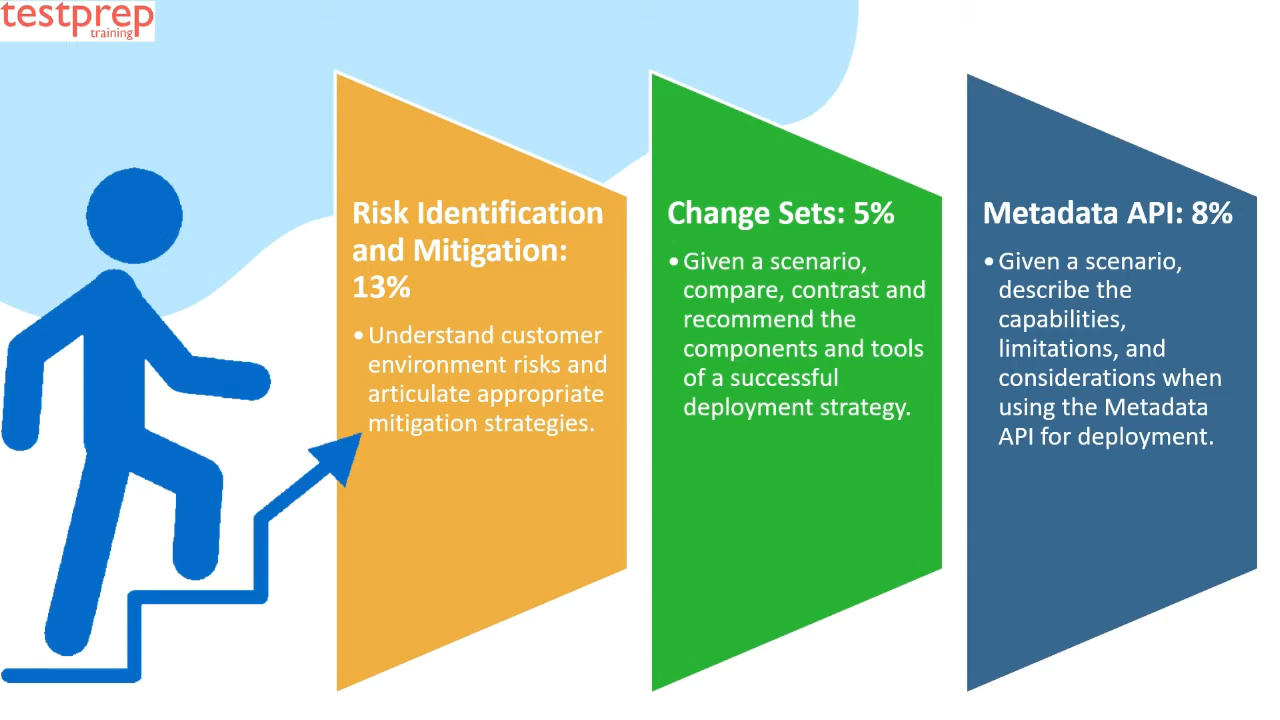 testprep
training
Risk Identification
and Mitigation:
13%
• Understand customer
environment risks and
articulate appropriate
mitigation strategies.
Change Sets: 5%
• Given a scenario,
compare, contrast and
recommend the
components and tools
of a successful
deployment strategy.
Metadata API: 8%
• Given a scenario,
describe the
capabilities,
limitations, and
considerations when
using the Metadata
API for deployment.